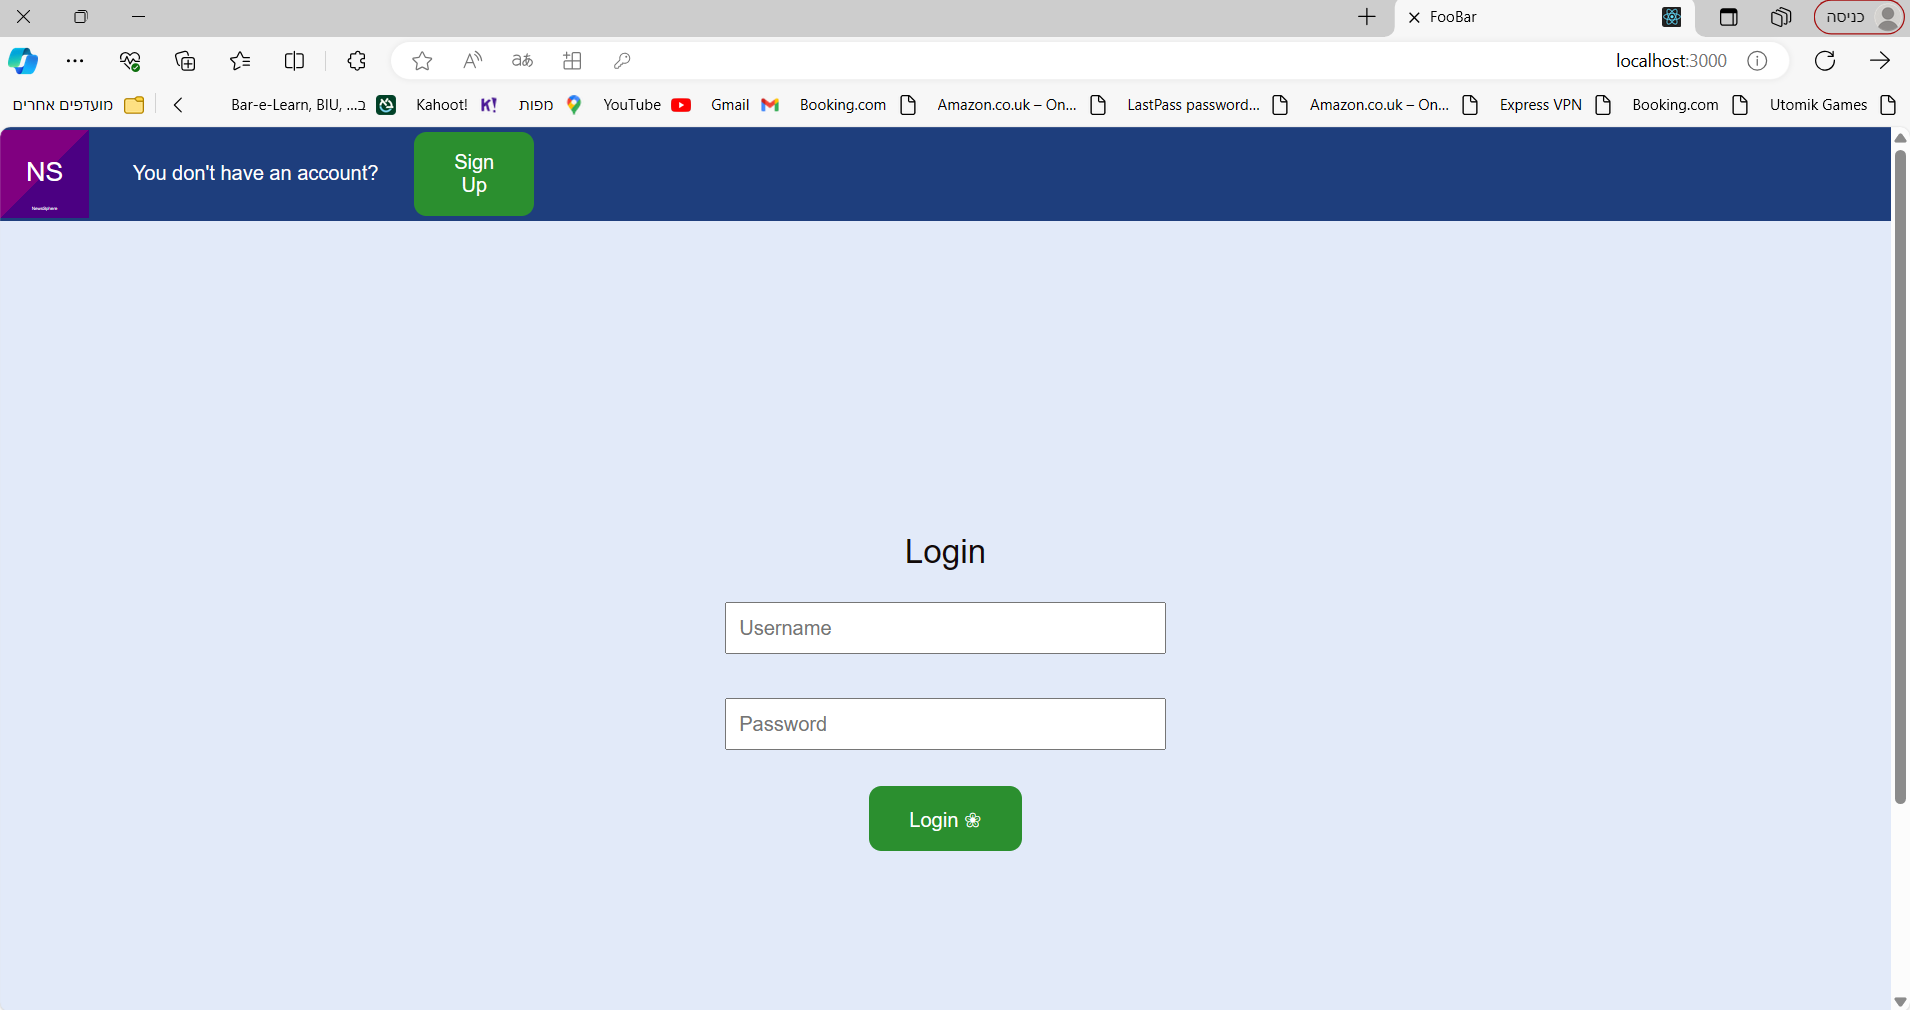 FooBar
כניסה
localhost:3000
מועדפים אחרים
Bar-e-Learn, BIU, ...ב
Kahoot!
מפות
YouTube
Gmail
Booking.com
Amazon.co.uk – On...
LastPass password...
Amazon.co.uk – On...
Express VPN
Booking.com
Utomik Games
NS
NewsSphere
You don't have an account?
Sign
Up
Login
Username
Password
Login ❀